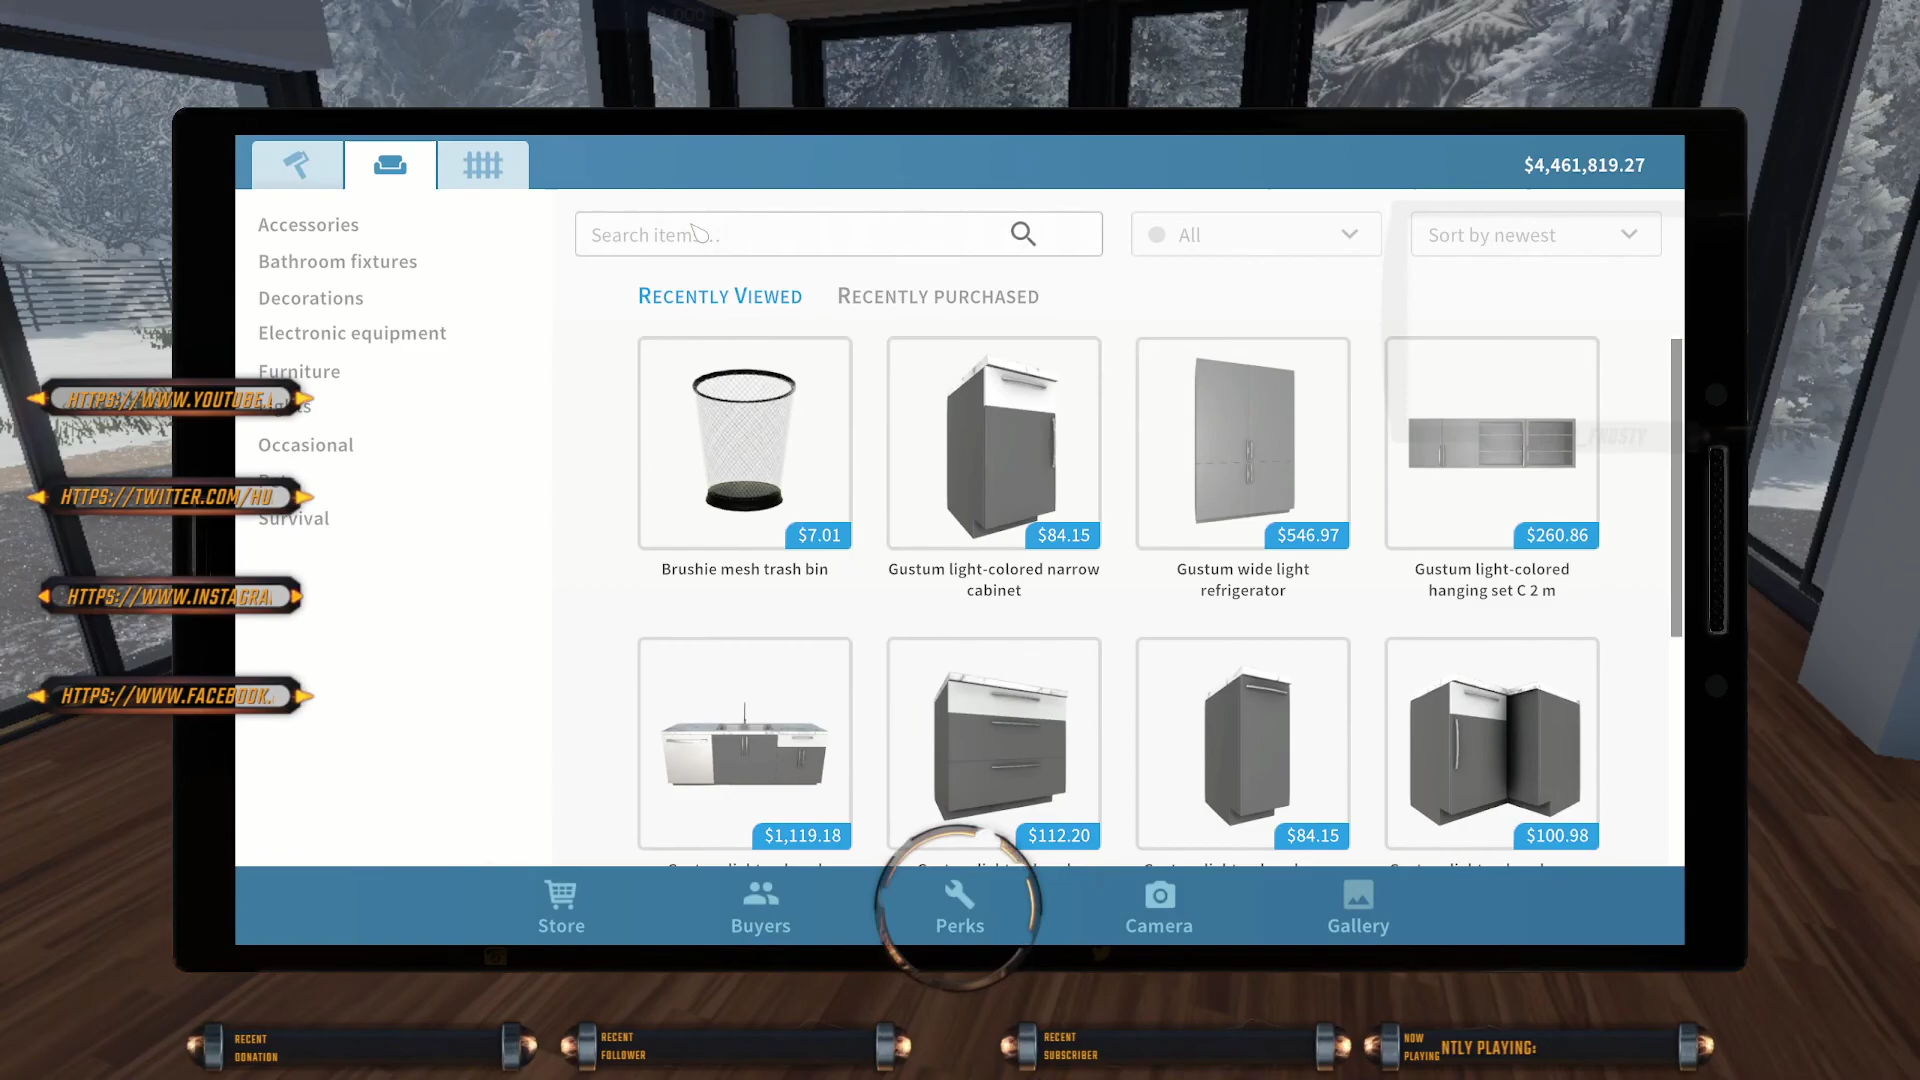 $4,461,819.27
Accessories
Bathroom fixtures
Decorations
Electronic equipment
Furniture
Occasional
Survival
Search items...
All
Sort by newest
RECENTLY VIEWED
RECENTLY PURCHASED
$7.01
$84.15
$546.97
$260.86
Brushie mesh trash bin
Gustum light-colored narrow
cabinet
Gustum wide light
refrigerator
Gustum light-colored
hanging set C 2 m
$1,119.18
$112.20
$84.15
$100.98
HTTPS://WWW.YOUTUBE.
HTTPS://TWITTER.COM/HU
HTTPS://WWW.INSTAGRA
HTTPS://WWW.FACEBOOK.
_FROSTY
Store
Buyers
Perks
Camera
Gallery
RECENT
DONATION
RECENT
FOLLOWER
RECENT
SUBSCRIBER
NOW
PLAYING
NTLY PLAYING: